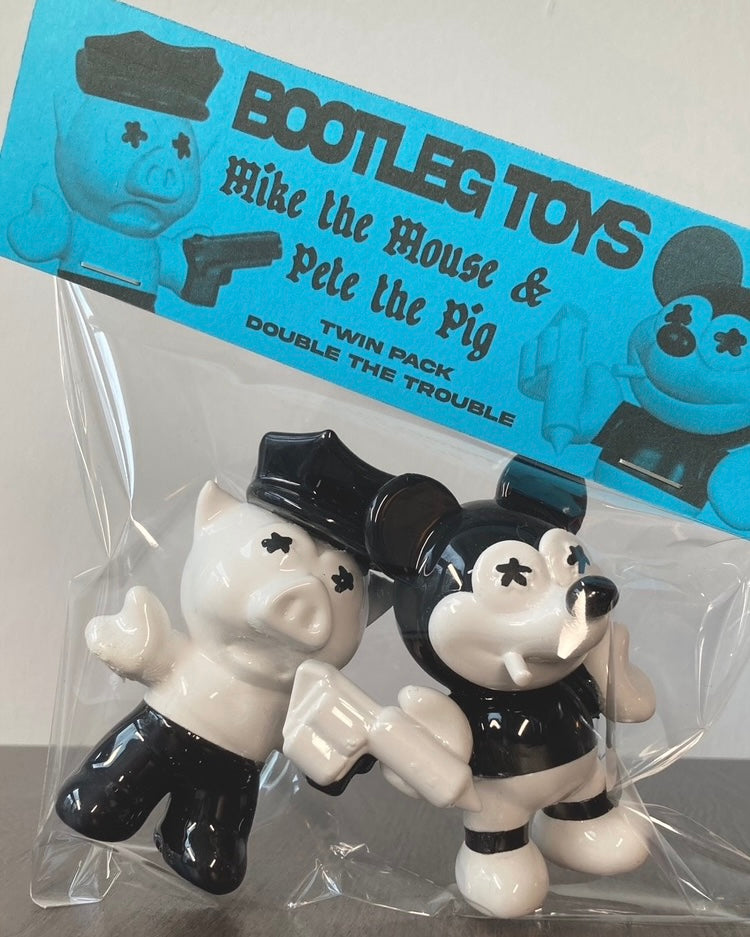 BOOTLEG TOYS
Mike the Mouse &
Pete the Pig
TWIN PACK
DOUBLE THE TROUBLE